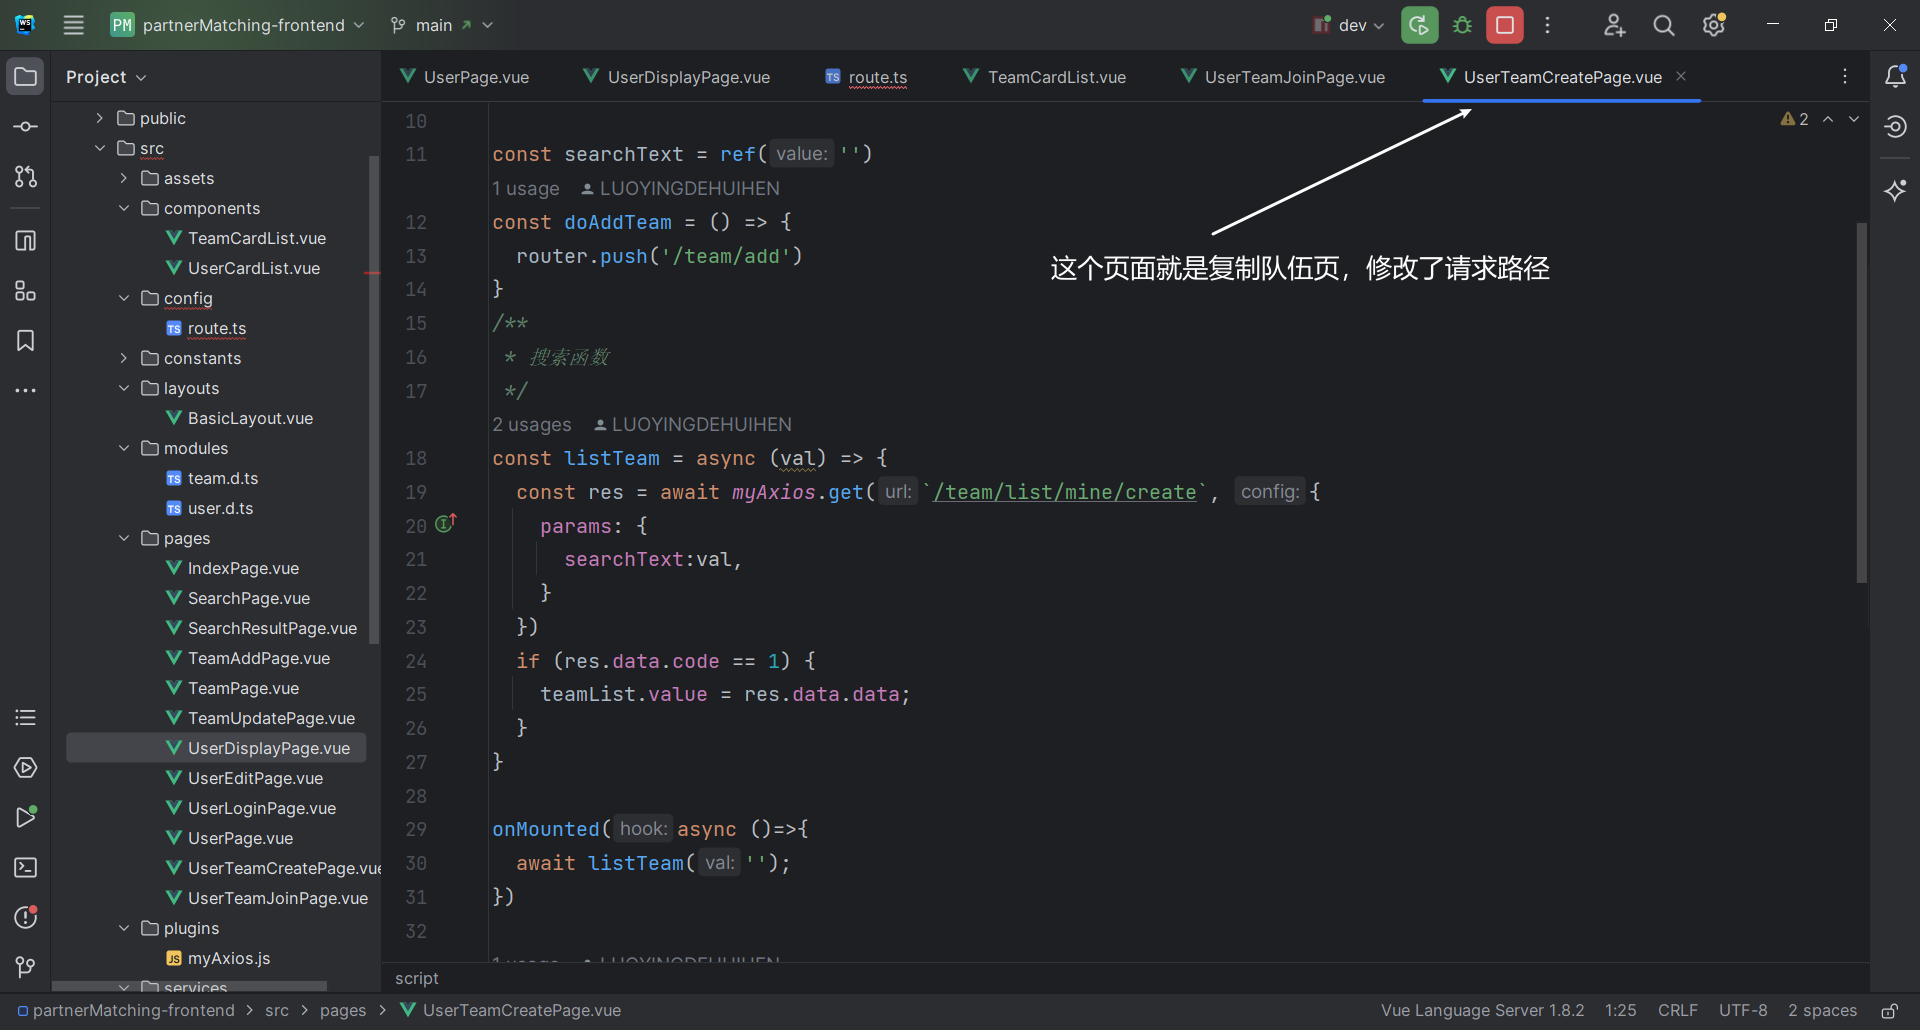 PM partnerMatching-frontend main dev
Project
UserPage.vue UserDisplayPage.vue route.ts TeamCardList.vue UserTeamJoinPage.vue UserTeamCreatePage.vue
public
src
assets
components
TeamCardList.vue
UserCardList.vue
config
route.ts
constants
layouts
BasicLayout.vue
modules
team.d.ts
user.d.ts
pages
IndexPage.vue
SearchPage.vue
SearchResultPage.vue
TeamAddPage.vue
TeamPage.vue
TeamUpdatePage.vue
UserDisplayPage.vue
UserEditPage.vue
UserLoginPage.vue
UserPage.vue
UserTeamCreatePage.vue
UserTeamJoinPage.vue
plugins
myAxios.js
services
2
10
11 const searchText = ref( value: '')
1 usage LUOYINGDEHUIHEN
12 const doAddTeam = () => {
13 router.push('/team/add')
14 }
15 /**
16 * 搜索函数
17 */
2 usages LUOYINGDEHUIHEN
18 const listTeam = async (val) => {
19 const res = await myAxios.get( url: `/team/list/mine/create`, config: {
20 params: {
21 searchText:val,
22 }
23 })
24 if (res.data.code == 1) {
25 teamList.value = res.data.data;
26 }
27 }
28
29 onMounted( hook: async ()=>{
30 await listTeam( val: '');
31 })
32
1 usage LUOYINGDEHUIHEN
这个页面就是复制队伍页，修改了请求路径
script
partnerMatching-frontend > src > pages > UserTeamCreatePage.vue
Vue Language Server 1.8.2 1:25 CRLF UTF-8 2 spaces